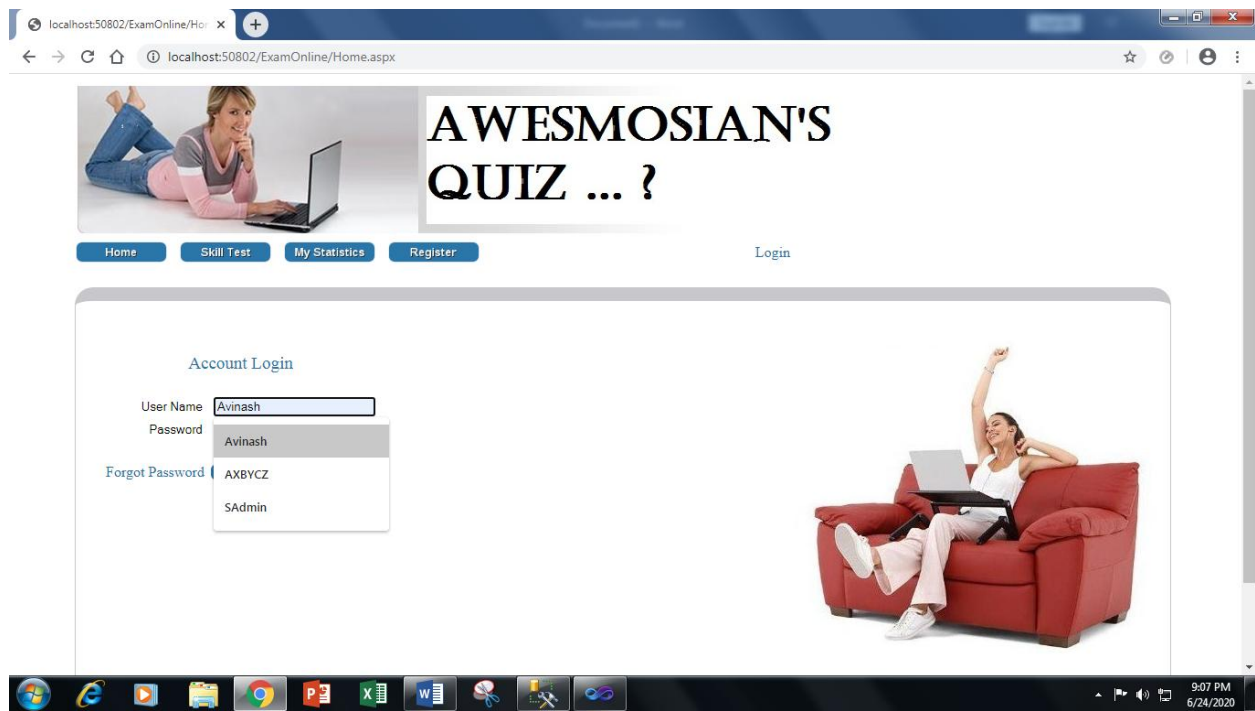 localhost:50802/ExamOnline/Hor
localhost:50802/ExamOnline/Home.aspx
AWESMOSIAN'S
QUIZ ... ?
Home Skill Test My Statistics Register Login
Account Login
User Name Avinash
Password
Avinash
Forgot Password
AXBYCZ
SAdmin
9:07 PM
6/24/2020